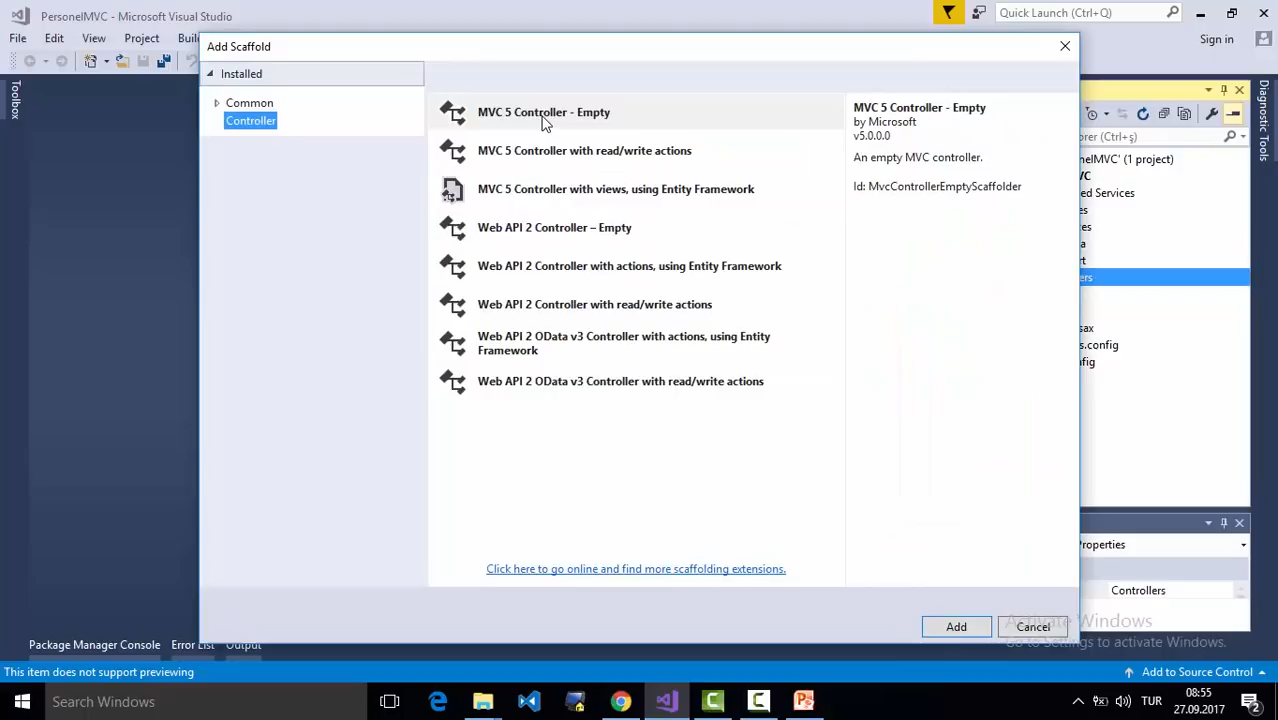 PersonelMVC - Microsoft Visual Studio
Quick Launch (Ctrl+Q)
File Edit View Project
Sign in
Add Scaffold
Installed
Common
Controller
MVC 5 Controller - Empty
MVC 5 Controller with read/write actions
MVC 5 Controller with views, using Entity Framework
Web API 2 Controller – Empty
Web API 2 Controller with actions, using Entity Framework
Web API 2 Controller with read/write actions
Web API 2 OData v3 Controller with actions, using Entity
Framework
Web API 2 OData v3 Controller with read/write actions
Click here to go online and find more scaffolding extensions.
MVC 5 Controller - Empty
by Microsoft
v5.0.0.0
An empty MVC controller.
Id: MvcControllerEmptyScaffolder
Add
Cancel
Toolbox
Diagnostic Tools
(1 project)
Services
Properties
Controllers
Activate Windows
Go to Settings to activate Windows.
Package Manager Console Error List Output
This item does not support previewing
Add to Source Control
Search Windows
TUR
08:55
27.09.2017
2